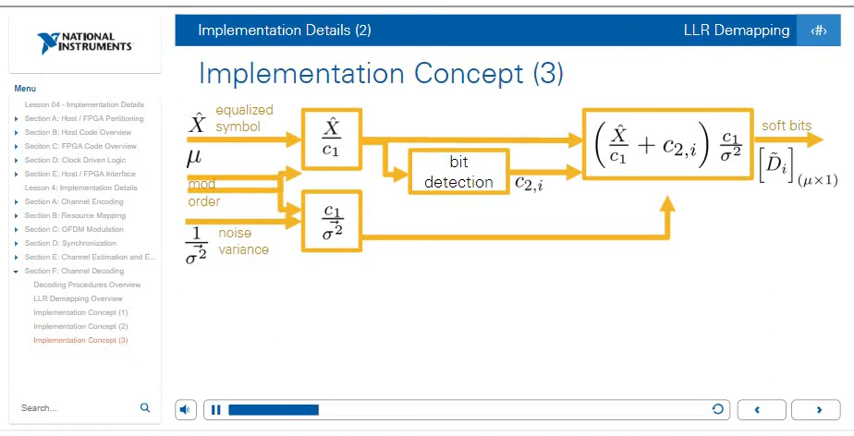 NATIONAL
INSTRUMENTS
Implementation Details (2)
LLR Demapping
‹#›
Menu
Lesson 04 - Implementation Details
Section A: Host / FPGA Partitioning
Section B: Host Code Overview
Seciton C: FPGA Code Overview
Section D: Clock Driven Logic
Section E: Host / FPGA Interface
Lesson 4: Implementation Details
Section A: Channel Encoding
Section B: Resource Mapping
Section C: OFDM Modulation
Section D: Synchronization
Section E: Channel Estimation and E...
Section F: Channel Decoding
Decoding Procedures Overview
LLR Demapping Overview
Implementation Concept (1)
Implementation Concept (2)
Implementation Concept (3)
Search...
Implementation Concept (3)
X̂ equalized
symbol
μ
mod
order
1/σ² noise
variance
X̂/c₁
c₁/σ²
bit
detection
c₂,ᵢ
(X̂/c₁ + c₂,ᵢ) c₁/σ²
soft bits
[D̃ᵢ](μ×1)